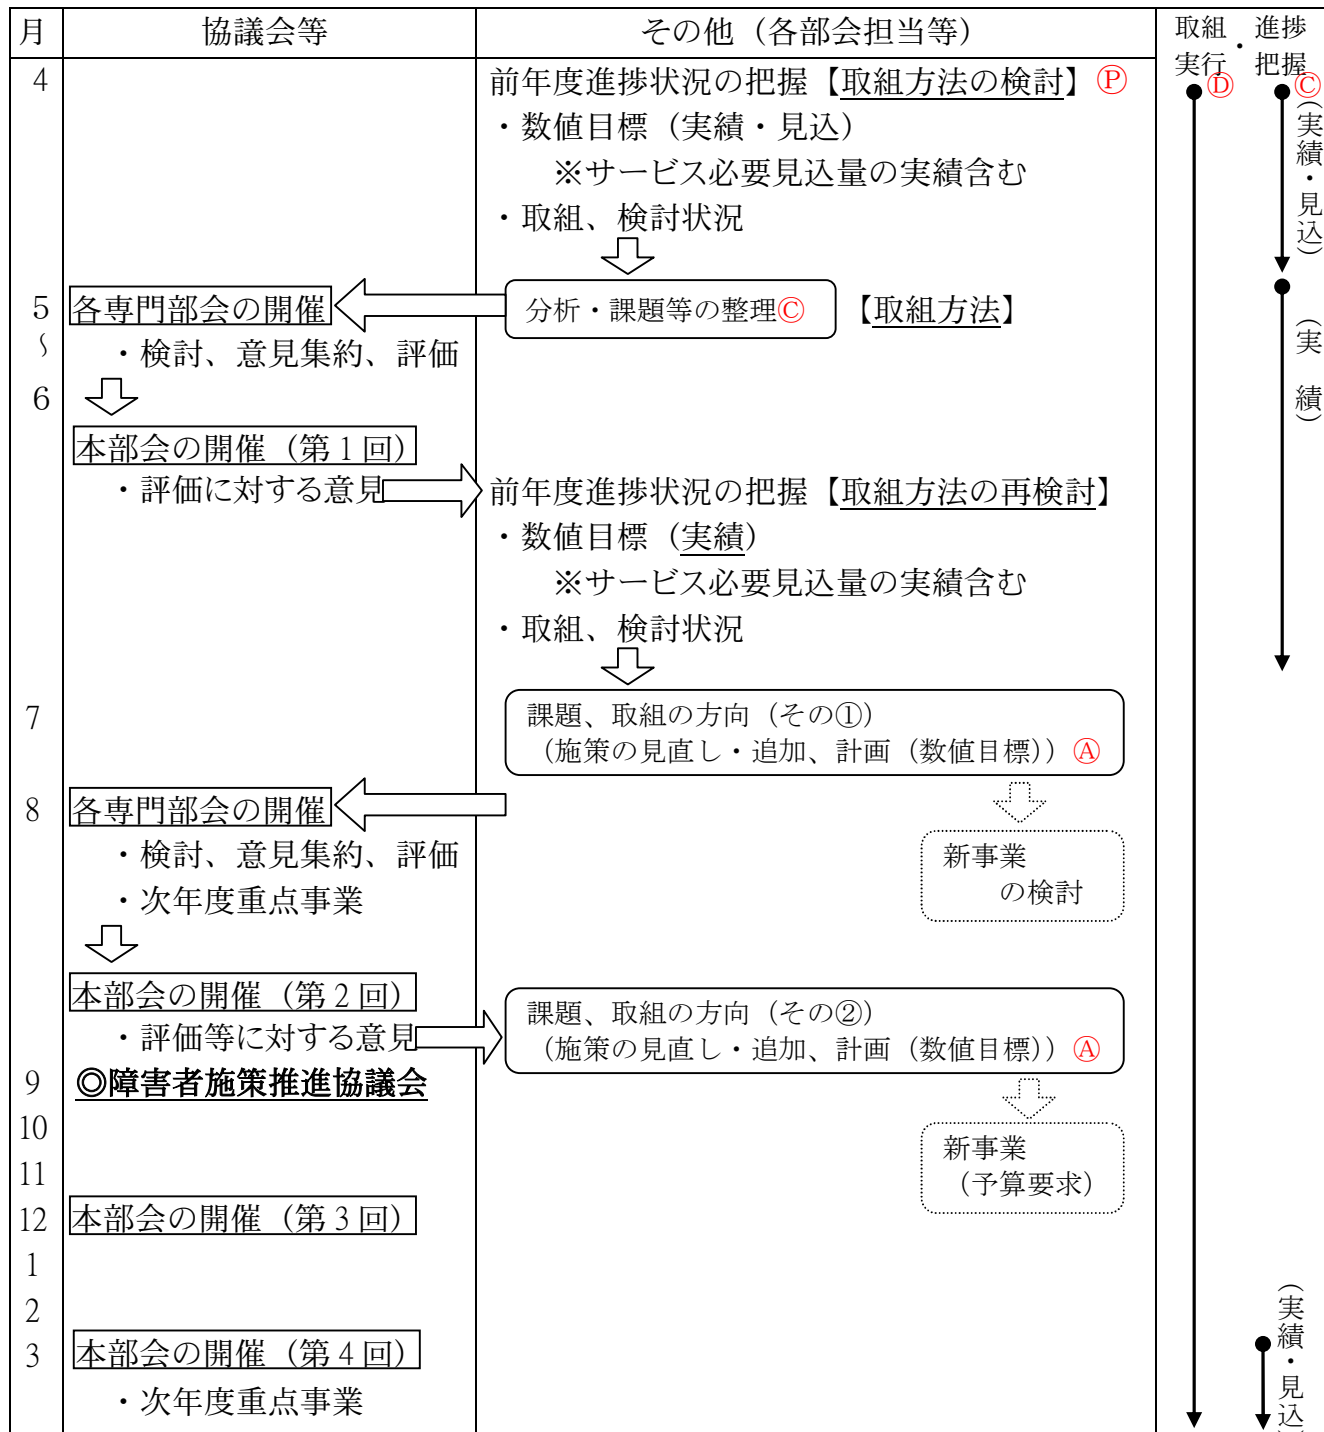 月
協議会等
その他（各部会担当等）
取組・進捗
実行Ⓓ 把握Ⓒ
4
前年度進捗状況の把握【取組方法の検討】Ⓟ
・数値目標（実績・見込）
※サービス必要見込量の実績含む
・取組、検討状況
（実績・見込）
5
各専門部会の開催
分析・課題等の整理Ⓒ
【取組方法】
～
・検討、意見集約、評価
（実 績）
6
本部会の開催（第１回）
・評価に対する意見
前年度進捗状況の把握【取組方法の再検討】
・数値目標（実績）
※サービス必要見込量の実績含む
・取組、検討状況
7
課題、取組の方向（その①）
（施策の見直し・追加、計画（数値目標））Ⓐ
8
各専門部会の開催
・検討、意見集約、評価
・次年度重点事業
新事業
の検討
本部会の開催（第２回）
・評価等に対する意見
課題、取組の方向（その②）
（施策の見直し・追加、計画（数値目標））Ⓐ
9
◎障害者施策推進協議会
10
新事業
（予算要求）
11
12
本部会の開催（第３回）
1
2
3
本部会の開催（第４回）
・次年度重点事業
（実績・見込）